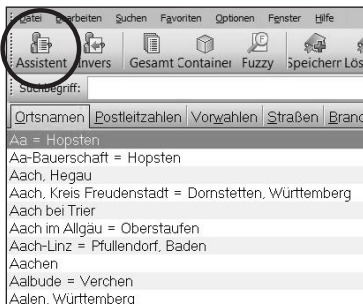 Datei Bearbeiten Suchen Favoriten Optionen Fenster Hilfe
Assistent Invers Gesamt Container Fuzzy Speichern Lös
Suchbegriff:
Ortsnamen Postleitzahlen Vorwahlen Straßen Branc
Aa = Hopsten
Aa-Bauerschaft = Hopsten
Aach, Hegau
Aach, Kreis Freudenstadt = Dornstetten, Württemberg
Aach bei Trier
Aach im Allgäu = Oberstaufen
Aach-Linz = Pfullendorf, Baden
Aachen
Aalbude = Verchen
Aalen, Württemberg